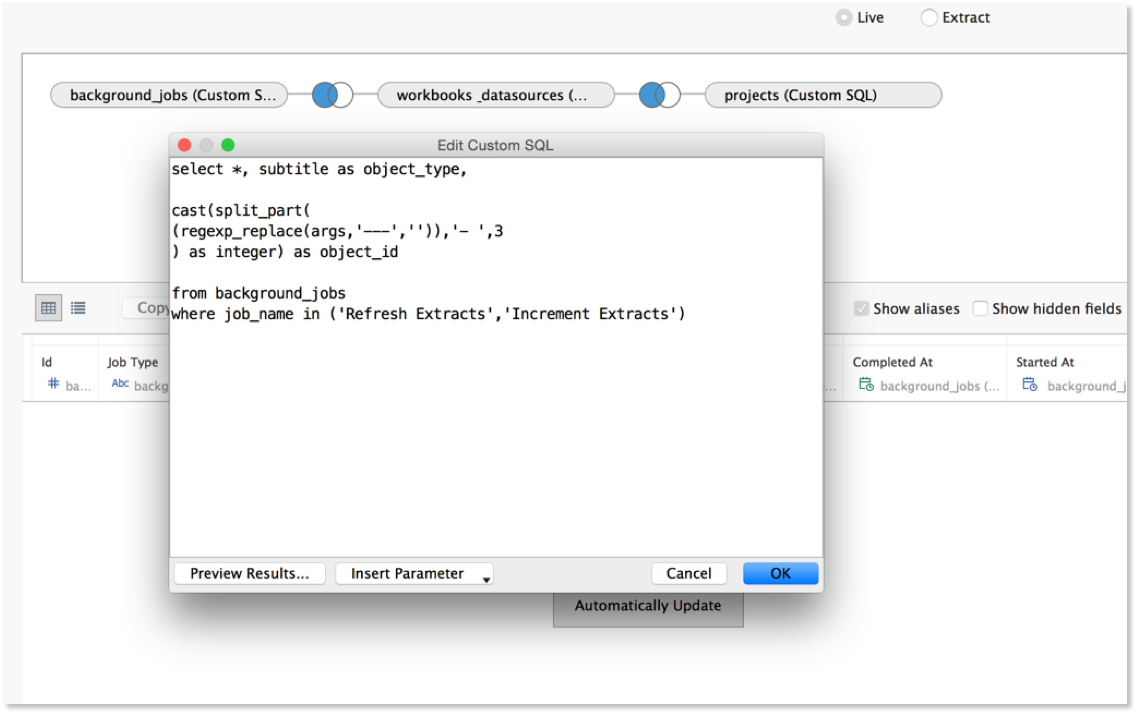 Live Extract
background_jobs (Custom S... workbooks _datasources (... projects (Custom SQL)
Edit Custom SQL
select *, subtitle as object_type,
cast(split_part(
(regexp_replace(args,'---','')),'- ',3
) as integer) as object_id
from background_jobs
where job_name in ('Refresh Extracts','Increment Extracts')
Copy Show aliases Show hidden fields
Id Job Type Completed At Started At
# ba... Abc backg ... background_jobs (... background_j
Preview Results... Insert Parameter Cancel OK
Automatically Update